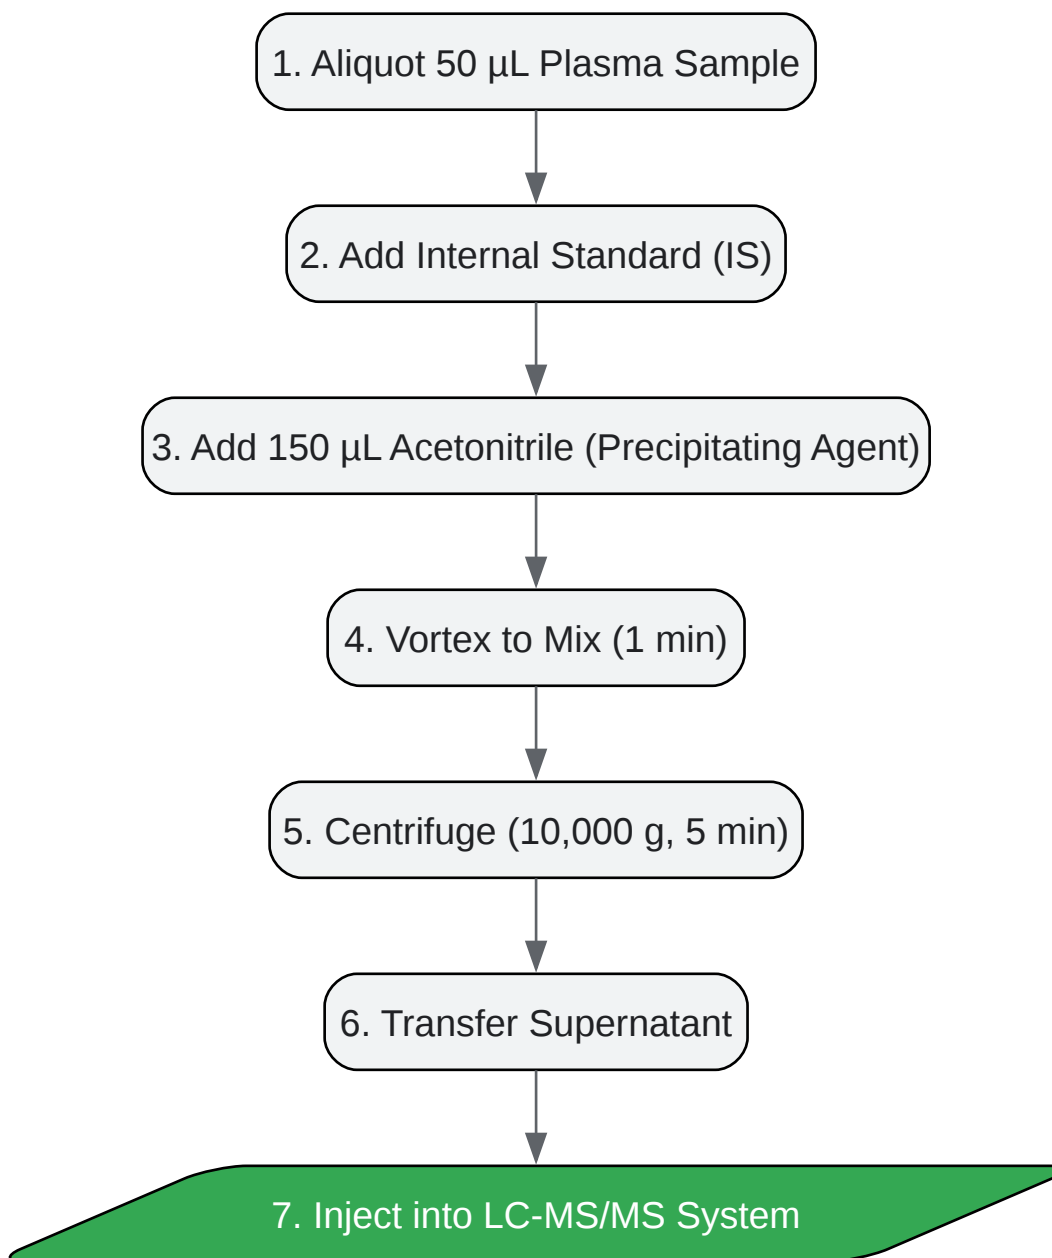 1. Aliquot 50 µL Plasma Sample
2. Add Internal Standard (IS)
3. Add 150 µL Acetonitrile (Precipitating Agent)
4. Vortex to Mix (1 min)
5. Centrifuge (10,000 g, 5 min)
6. Transfer Supernatant
7. Inject into LC-MS/MS System